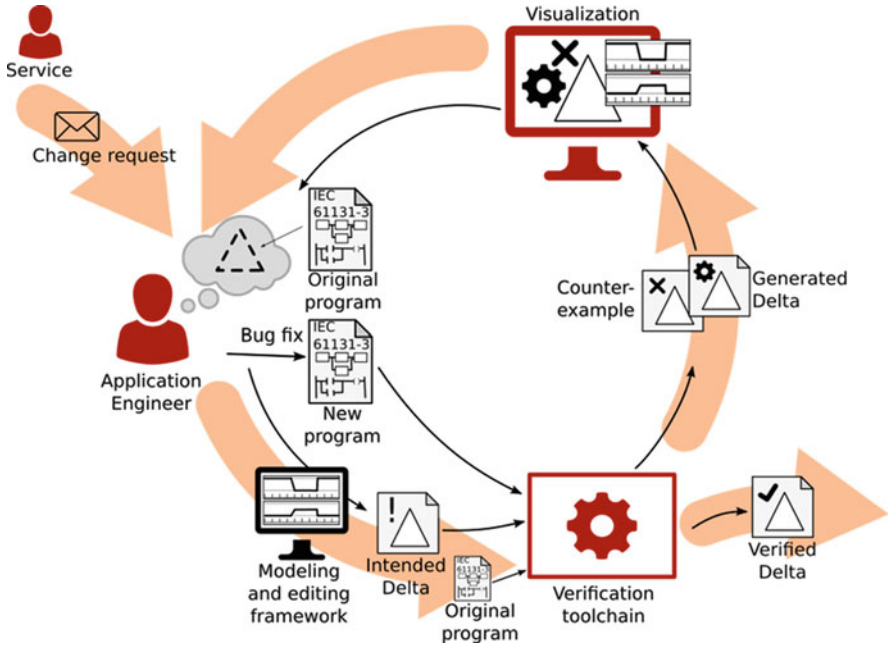 Visualization
Service
Change request
IEC
61131-3
Original
program
Counter-
example
Generated
Delta
Bug fix
IEC
61131-3
New
program
Application
Engineer
!
Intended
Delta
Modeling
and editing
framework
IEC
61131-3
Original
program
Verification
toolchain
Verified
Delta